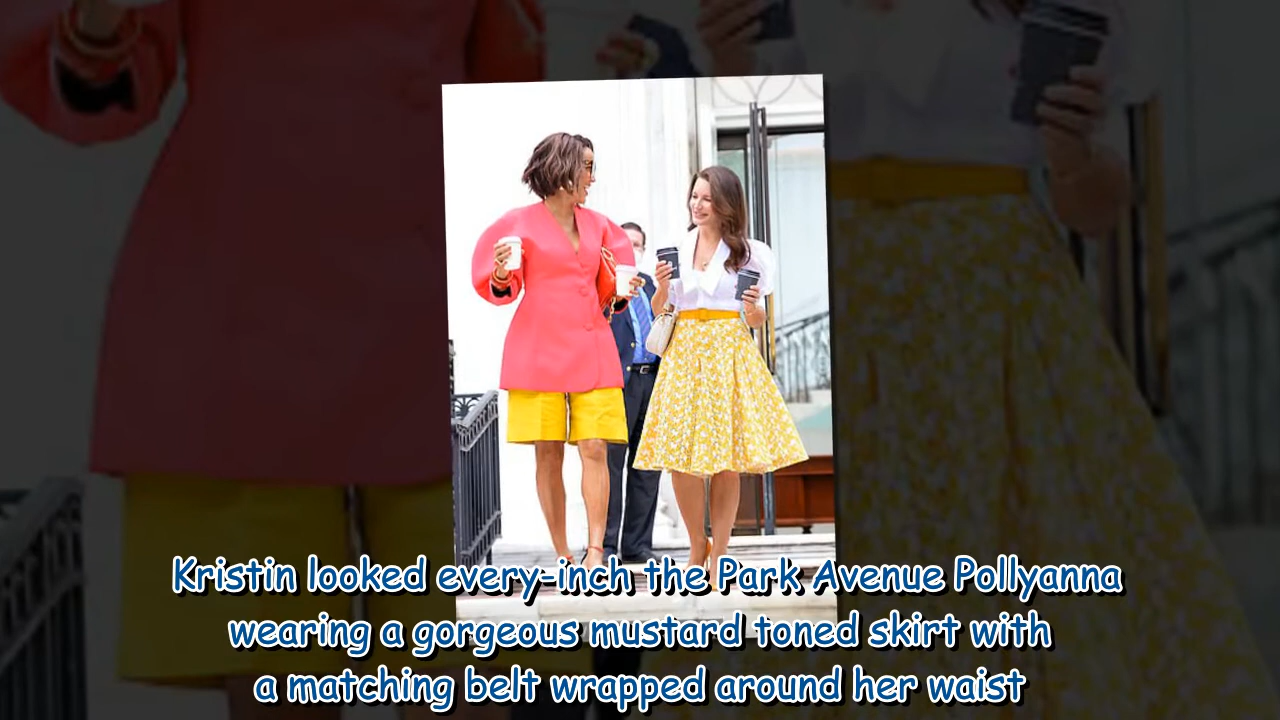 Kristin looked every-inch the Park Avenue Pollyanna
wearing a gorgeous mustard toned skirt with
a matching belt wrapped around her waist